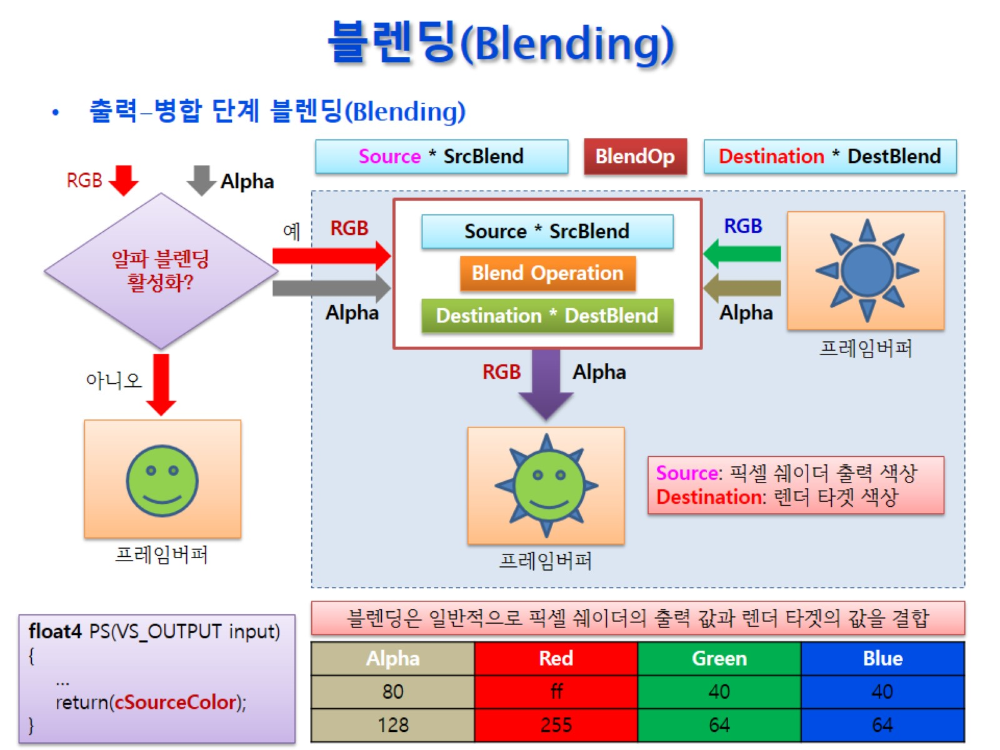 블렌딩(Blending)
• 출력-병합 단계 블렌딩(Blending)
Source * SrcBlend
BlendOp
Destination * DestBlend
RGB
Alpha
알파 블렌딩
활성화?
예
RGB
Alpha
Source * SrcBlend
Blend Operation
Destination * DestBlend
RGB
Alpha
프레임버퍼
아니오
프레임버퍼
RGB
Alpha
프레임버퍼
Source: 픽셀 쉐이더 출력 색상
Destination: 렌더 타겟 색상
float4 PS(VS_OUTPUT input)
{
...
return(cSourceColor);
}
블렌딩은 일반적으로 픽셀 쉐이더의 출력 값과 렌더 타겟의 값을 결합
Alpha Red Green Blue
80 ff 40 40
128 255 64 64